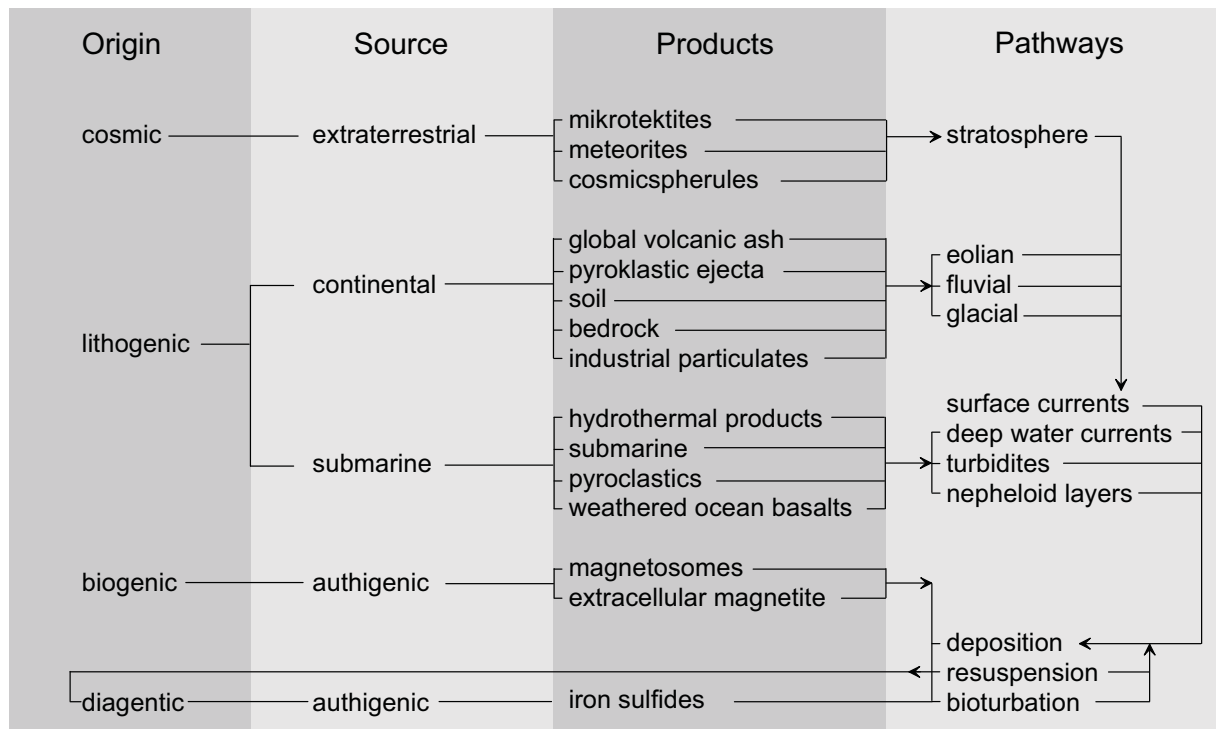 Origin
Source
Products
Pathways
cosmic
extraterrestrial
mikrotektites
meteorites
cosmicspherules
stratosphere
lithogenic
continental
global volcanic ash
pyroklastic ejecta
soil
bedrock
industrial particulates
eolian
fluvial
glacial
submarine
hydrothermal products
submarine
pyroclastics
weathered ocean basalts
surface currents
deep water currents
turbidites
nepheloid layers
biogenic
authigenic
magnetosomes
extracellular magnetite
deposition
resuspension
bioturbation
diagentic
authigenic
iron sulfides